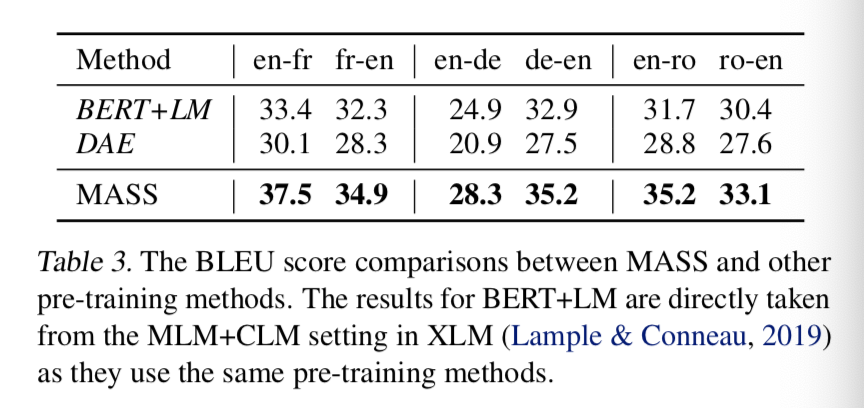 Method en-fr fr-en en-de de-en en-ro ro-en
BERT+LM 33.4 32.3 24.9 32.9 31.7 30.4
DAE 30.1 28.3 20.9 27.5 28.8 27.6
MASS 37.5 34.9 28.3 35.2 35.2 33.1
Table 3. The BLEU score comparisons between MASS and other
pre-training methods. The results for BERT+LM are directly taken
from the MLM+CLM setting in XLM (Lample & Conneau, 2019)
as they use the same pre-training methods.